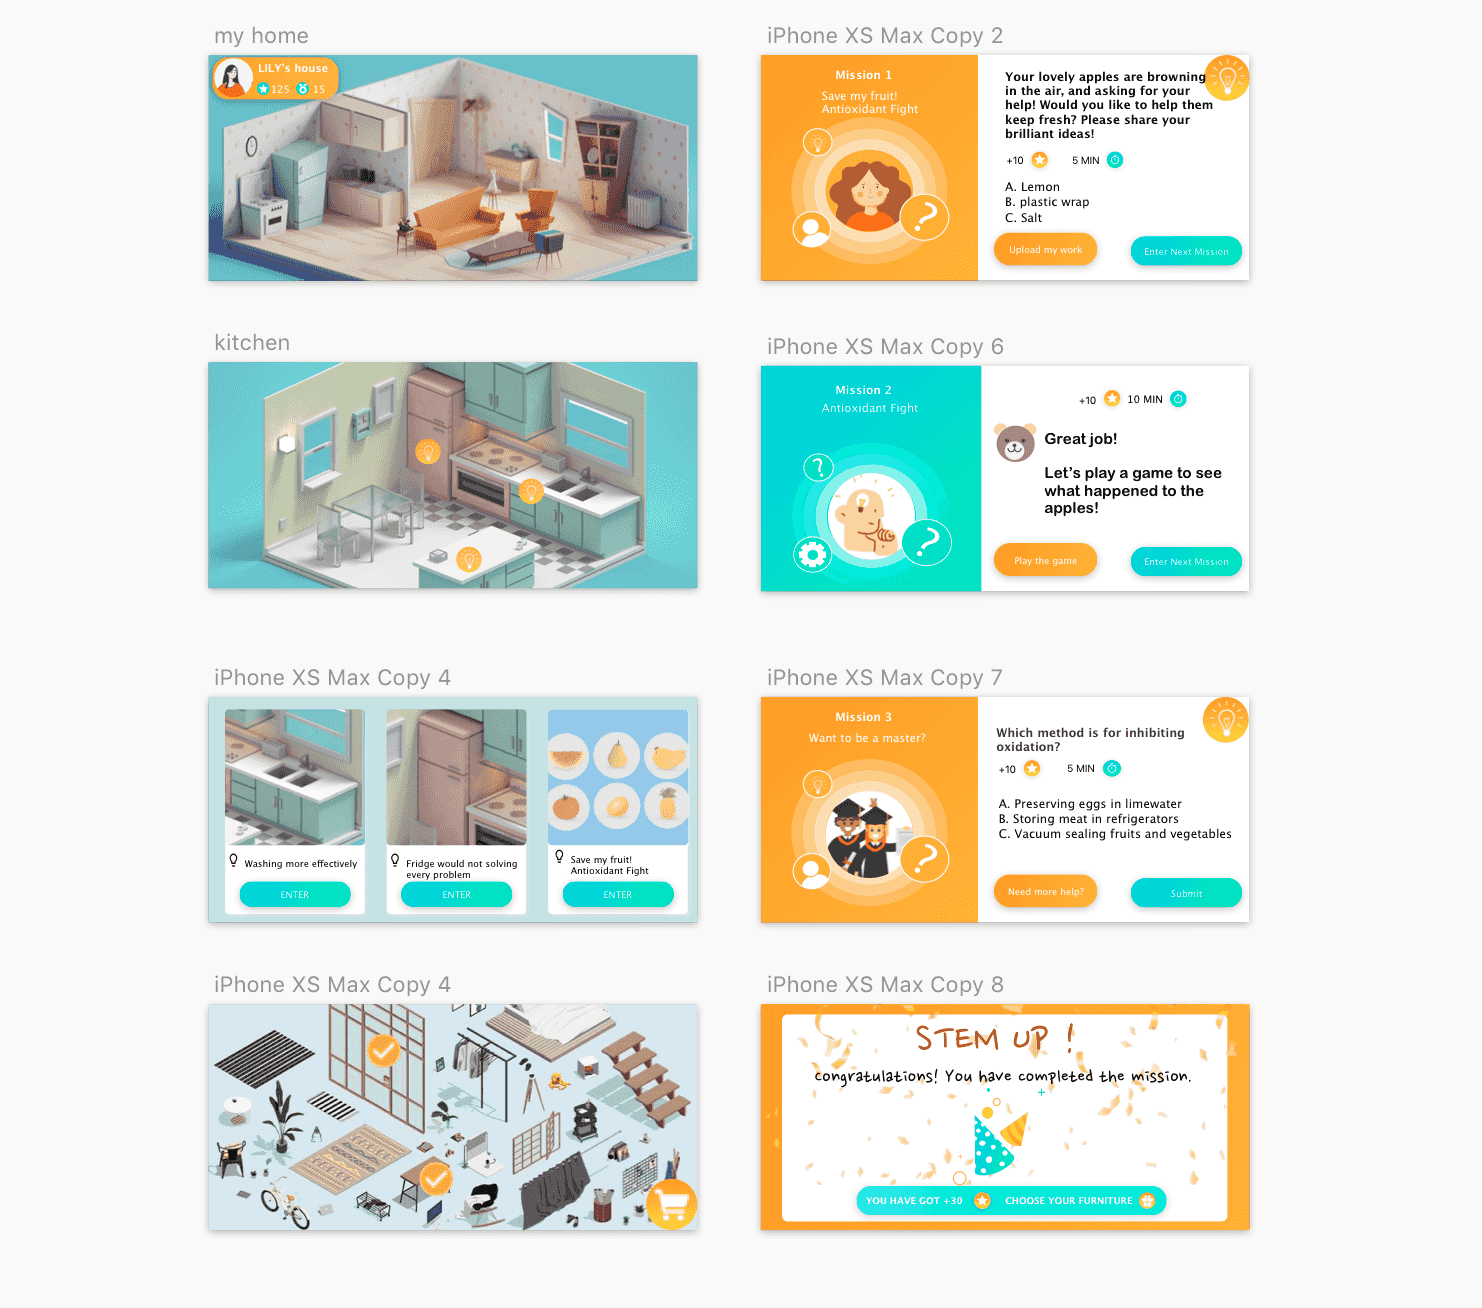 my home
LILY's house
125 15
iPhone XS Max Copy 2
Mission 1
Save my fruit!
Antioxidant Fight
Your lovely apples are browning
in the air, and asking for your
help! Would you like to help them
keep fresh? Please share your
brilliant ideas!
+10 5 MIN
A. Lemon
B. plastic wrap
C. Salt
Upload my work
Enter Next Mission
kitchen
iPhone XS Max Copy 6
Mission 2
Antioxidant Fight
+10 10 MIN
Great job!
Let's play a game to see
what happened to the
apples!
Play the game
Enter Next Mission
iPhone XS Max Copy 4
Washing more effectively
ENTER
Fridge would not solving
every problem
ENTER
Save my fruit!
Antioxidant Fight
ENTER
iPhone XS Max Copy 7
Mission 3
Want to be a master?
Which method is for inhibiting
oxidation?
+10 5 MIN
A. Preserving eggs in limewater
B. Storing meat in refrigerators
C. Vacuum sealing fruits and vegetables
Need more help?
Submit
iPhone XS Max Copy 4
iPhone XS Max Copy 8
STEM UP !
congratulations! You have completed the mission.
YOU HAVE GOT +30 CHOOSE YOUR FURNITURE